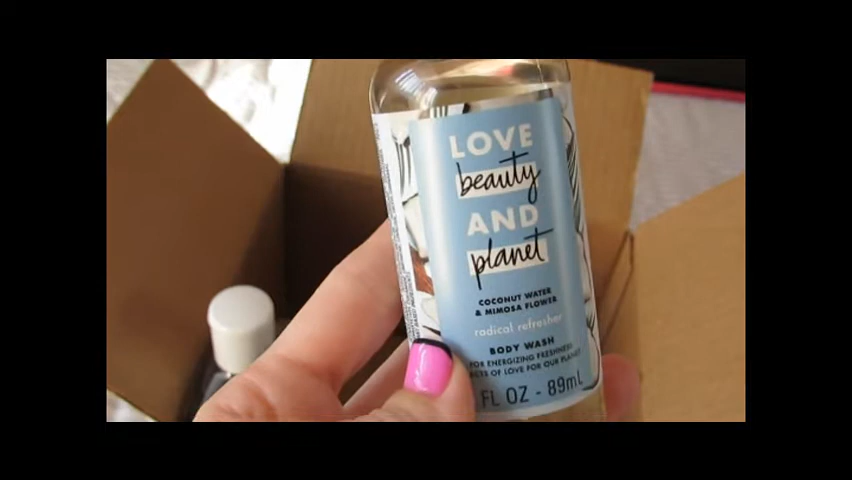 LOVE
beauty
AND
planet
COCONUT WATER
& MIMOSA FLOWER
radical refresher
BODY WASH
FOR ENERGIZING FRESHNESS
OF LOVE FOR OUR PLANET
FL OZ - 89mL